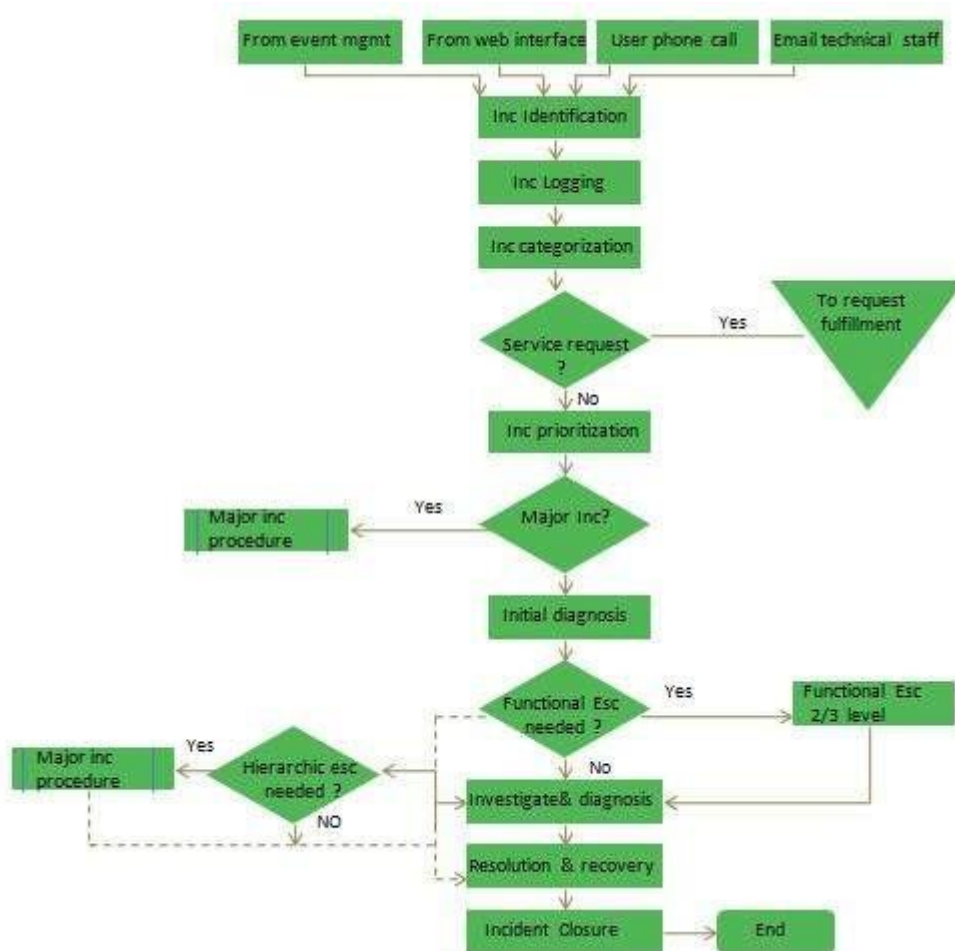 From event mgmt
From web interface
User phone call
Email technical staff
Inc Identification
Inc Logging
Inc categorization
To request
fulfillment
Yes
Service request
?
No
Inc prioritization
Yes
Major Inc?
Major inc
procedure
Initial diagnosis
Functional Esc
needed ?
Yes
Functional Esc
2/3 level
Yes
Major inc
procedure
Hierarchic esc
needed ?
No
NO
Investigate& diagnosis
Resolution & recovery
Incident Closure
End